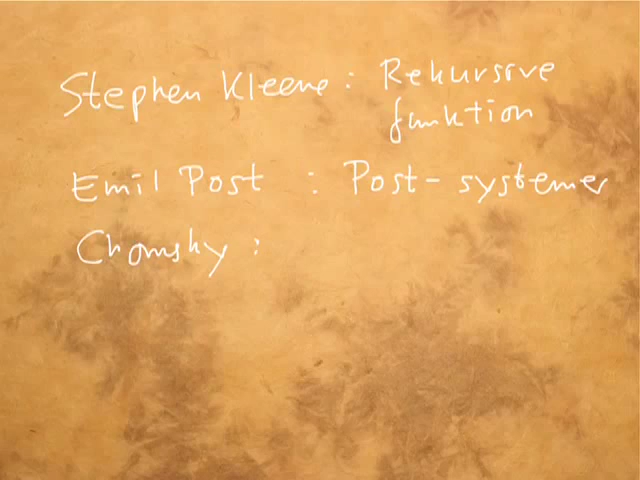 Stephen Kleene: Rekursive
funktion
Emil Post : Post-systemer
Chomsky :